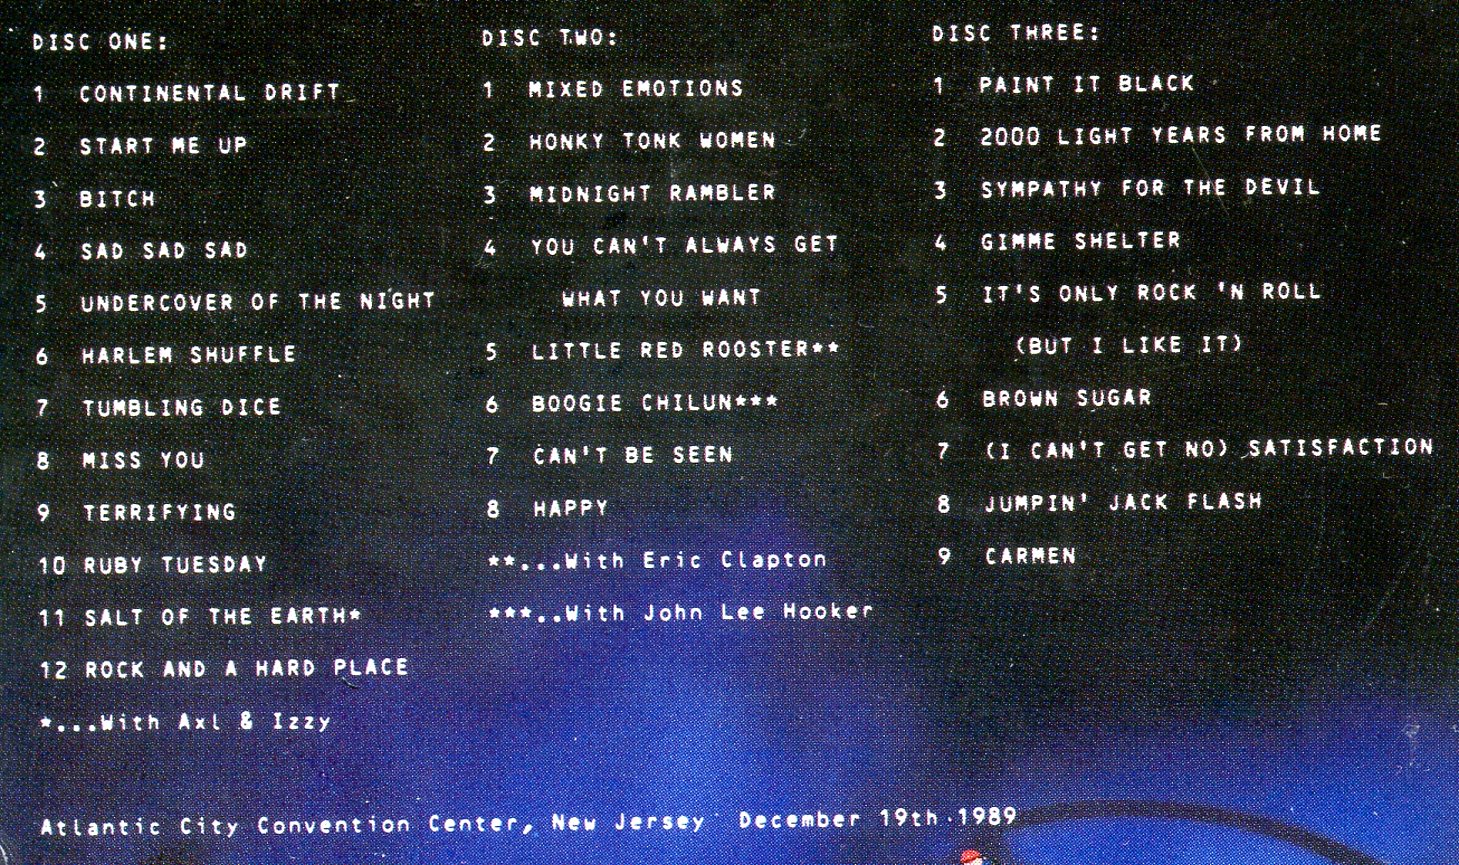 DISC ONE:
1 CONTINENTAL DRIFT
2 START ME UP
3 BITCH
4 SAD SAD SAD
5 UNDERCOVER OF THE NIGHT
6 HARLEM SHUFFLE
7 TUMBLING DICE
8 MISS YOU
9 TERRIFYING
10 RUBY TUESDAY
11 SALT OF THE EARTH*
12 ROCK AND A HARD PLACE
*...With Axl & Izzy
DISC TWO:
1 MIXED EMOTIONS
2 HONKY TONK WOMEN
3 MIDNIGHT RAMBLER
4 YOU CAN'T ALWAYS GET
WHAT YOU WANT
5 LITTLE RED ROOSTER**
6 BOOGIE CHILUN***
7 CAN'T BE SEEN
8 HAPPY
**...With Eric Clapton
***..With John Lee Hooker
DISC THREE:
1 PAINT IT BLACK
2 2000 LIGHT YEARS FROM HOME
3 SYMPATHY FOR THE DEVIL
4 GIMME SHELTER
5 IT'S ONLY ROCK 'N ROLL
(BUT I LIKE IT)
6 BROWN SUGAR
7 (I CAN'T GET NO) SATISFACTION
8 JUMPIN' JACK FLASH
9 CARMEN
Atlantic City Convention Center, New Jersey December 19th 1989